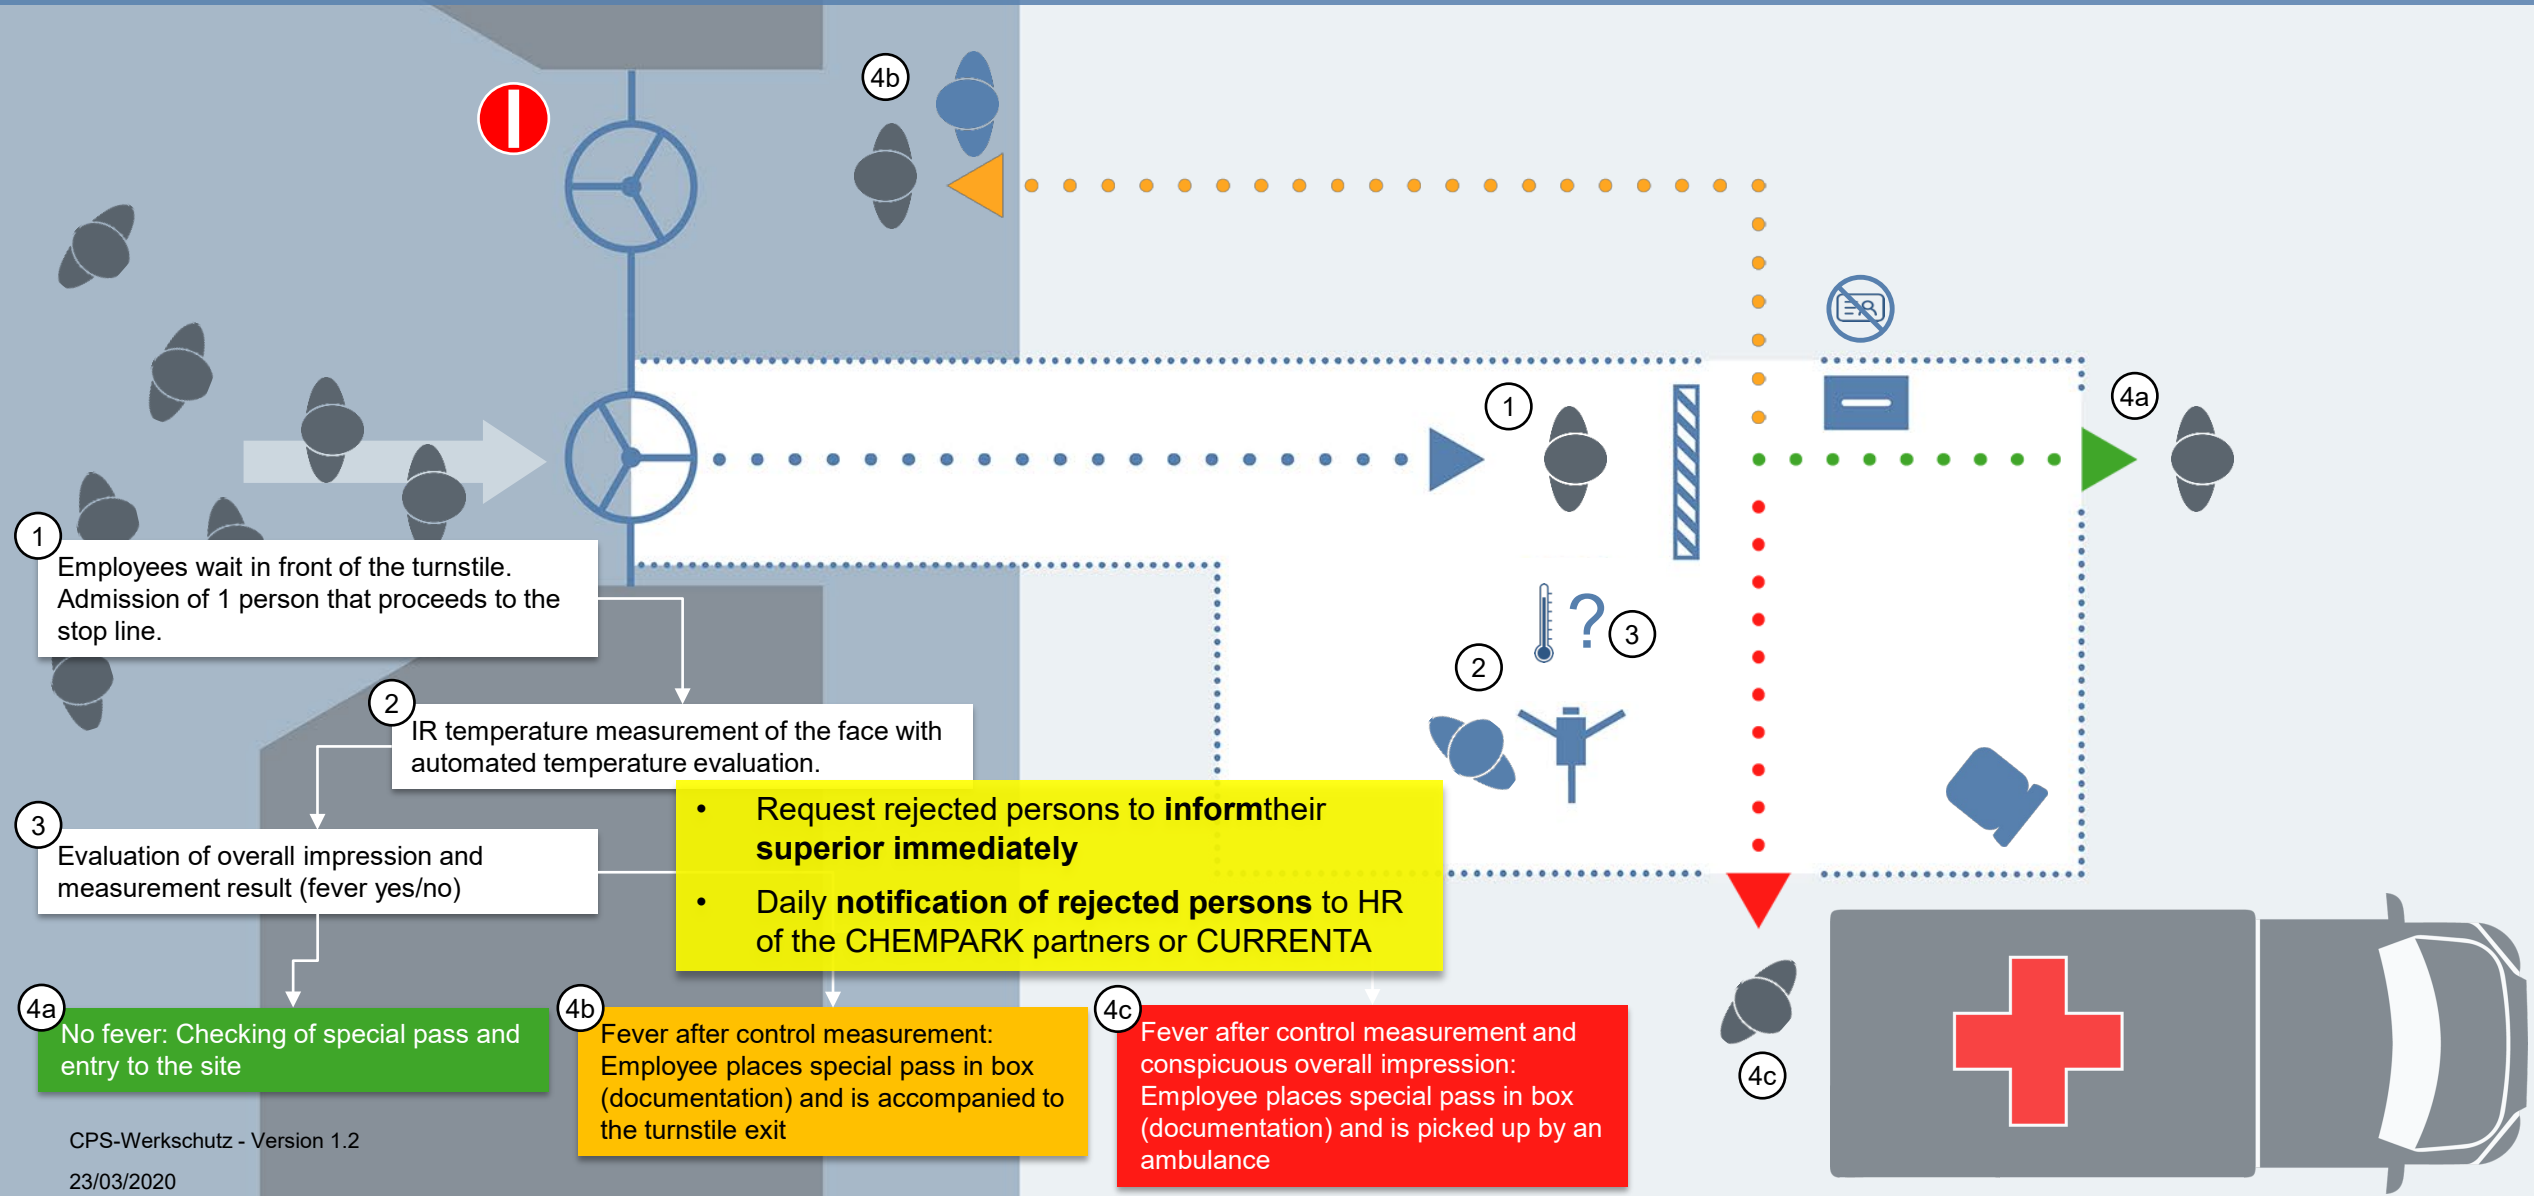 4b
4a
1
3
2
4c
1
Employees wait in front of the turnstile.
Admission of 1 person that proceeds to the
stop line.
2
IR temperature measurement of the face with
automated temperature evaluation.
3
Evaluation of overall impression and
measurement result (fever yes/no)
• Request rejected persons to informtheir
superior immediately
• Daily notification of rejected persons to HR
of the CHEMPARK partners or CURRENTA
4a
No fever: Checking of special pass and
entry to the site
4b
Fever after control measurement:
Employee places special pass in box
(documentation) and is accompanied to
the turnstile exit
4c
Fever after control measurement and
conspicuous overall impression:
Employee places special pass in box
(documentation) and is picked up by an
ambulance
?
CPS-Werkschutz - Version 1.2
23/03/2020